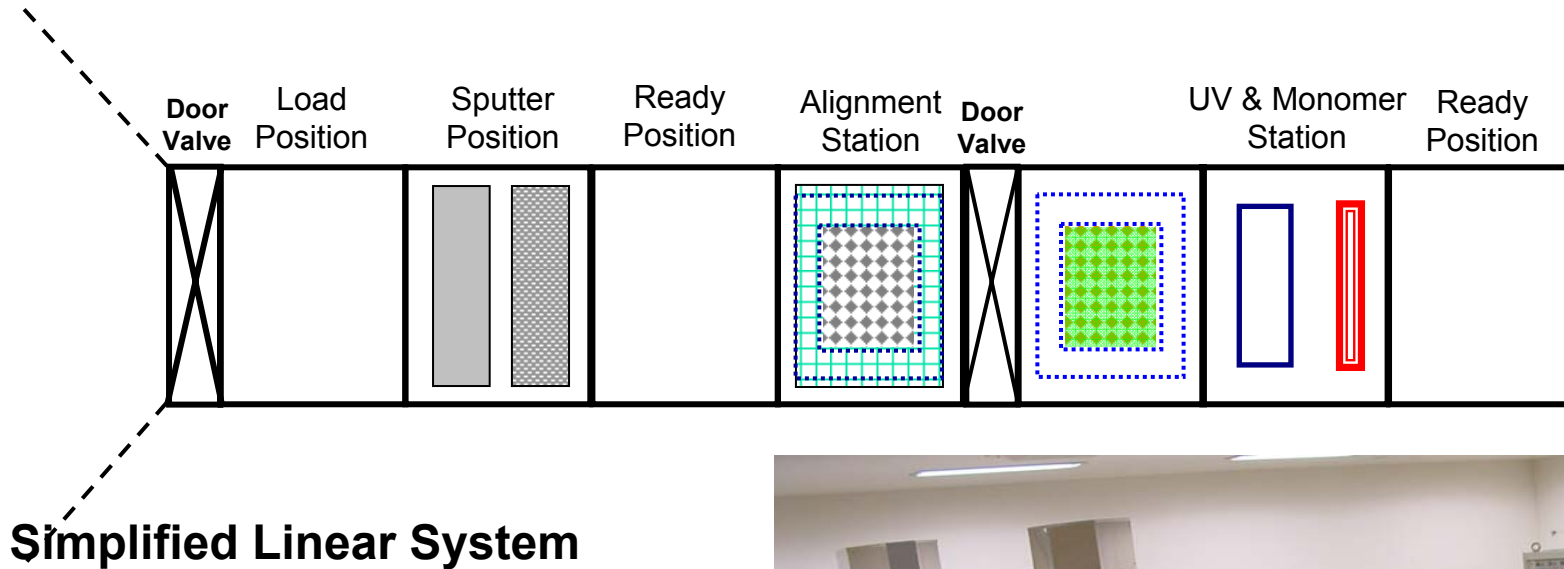 Door
Valve
Load
Position
Sputter
Position
Ready
Position
Alignment
Station
Door
Valve
UV & Monomer
Station
Ready
Position
Simplified Linear System